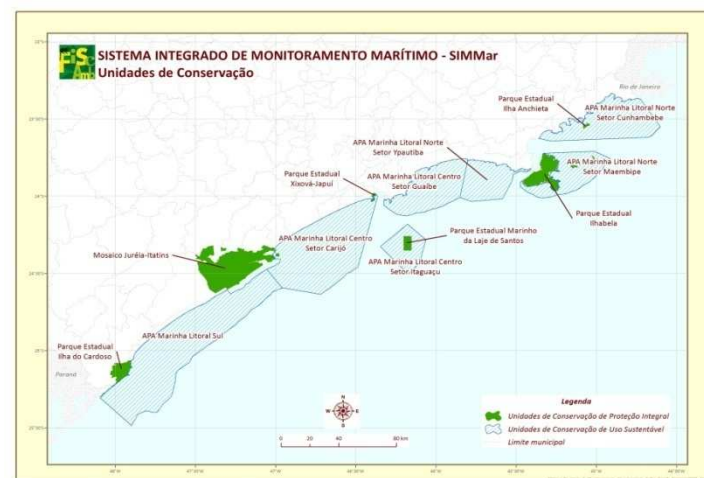 FiSc
Amb
SISTEMA INTEGRADO DE MONITORAMENTO MARÍTIMO - SIMMar
Unidades de Conservação
Rio de Janeiro
Parque Estadual
Ilha Anchieta
APA Marinha Litoral Norte
Setor Cunhambebe
APA Marinha Litoral Norte
Setor Ypautiba
APA Marinha Litoral Norte
Setor Maembipe
Parque Estadual
Xixová-Japuí
APA Marinha Litoral Centro
Setor Guaíbe
Parque Estadual
Ilhabela
Parque Estadual Marinho
da Laje de Santos
APA Marinha Litoral Centro
Setor Carijó
APA Marinha Litoral Centro
Setor Itaguaçu
Mosaico Juréia-Itatins
APA Marinha Litoral Sul
Parque Estadual
Ilha do Cardoso
Paraná
N
W E
S
0 20 40 80 km
Legenda
Unidades de Conservação de Proteção Integral
Unidades de Conservação de Uso Sustentável
Limite municipal